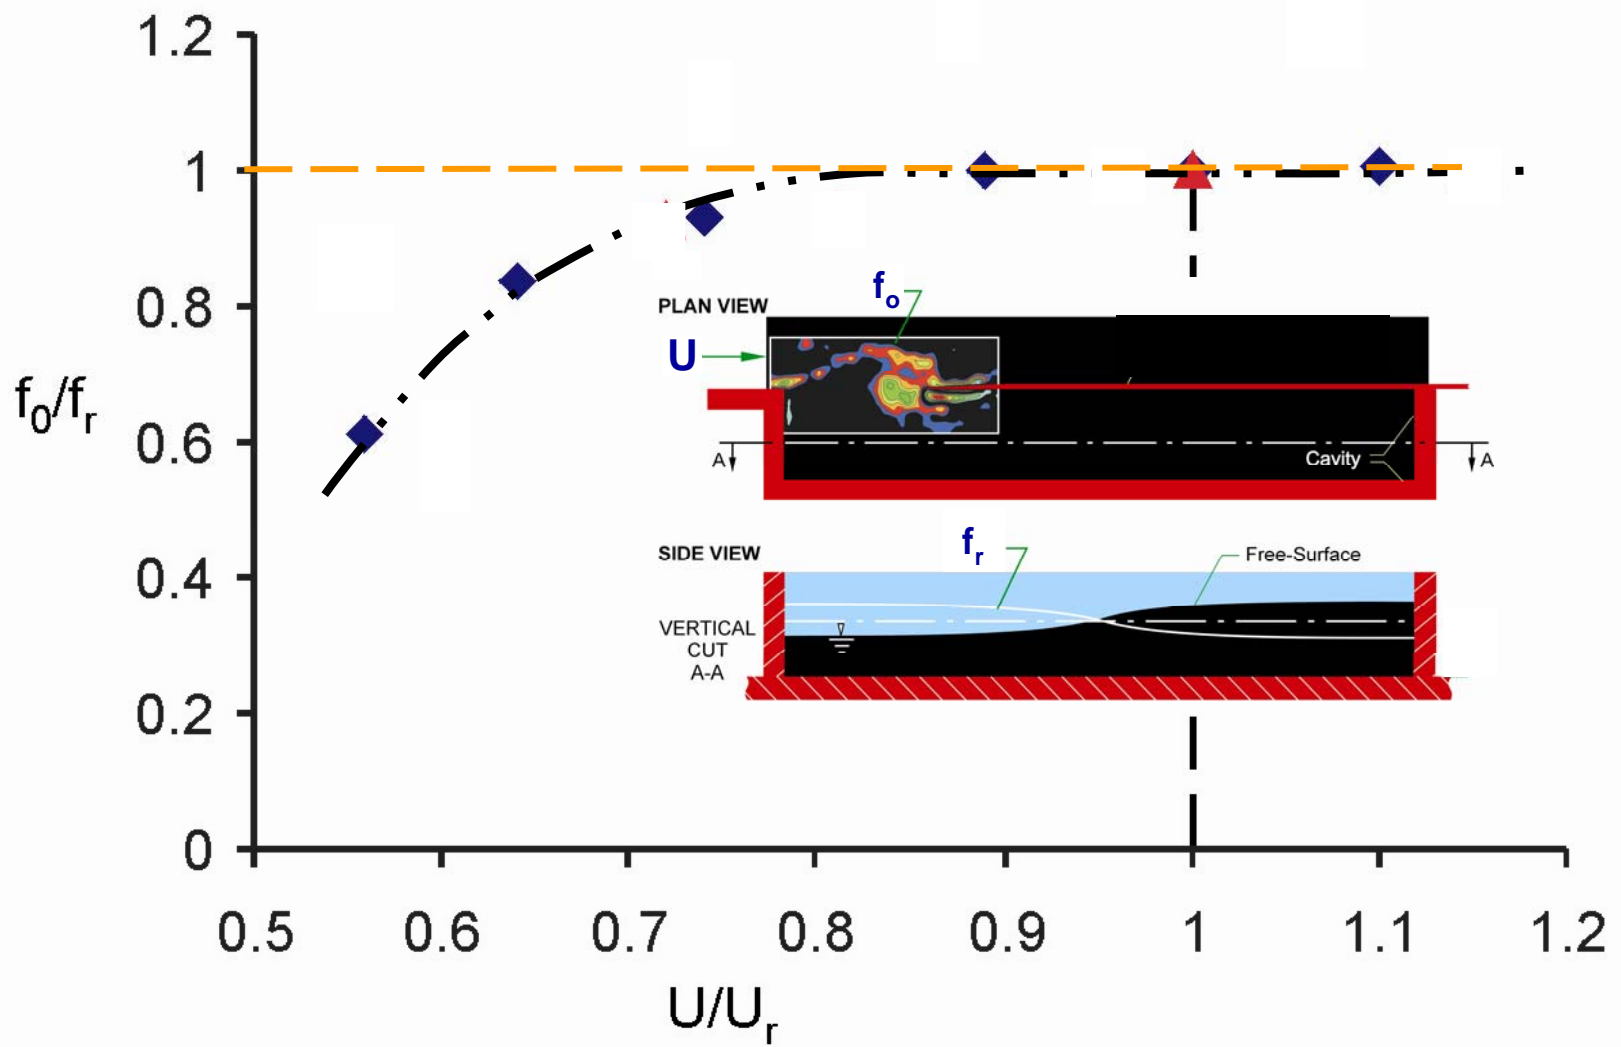 1.2
1
0.8
0.6
0.4
0.2
0
f0/fr
0.5 0.6 0.7 0.8 0.9 1 1.1 1.2
U/Ur
PLAN VIEW
fo
U
A A
Cavity
SIDE VIEW
fr
Free-Surface
VERTICAL
CUT
A-A